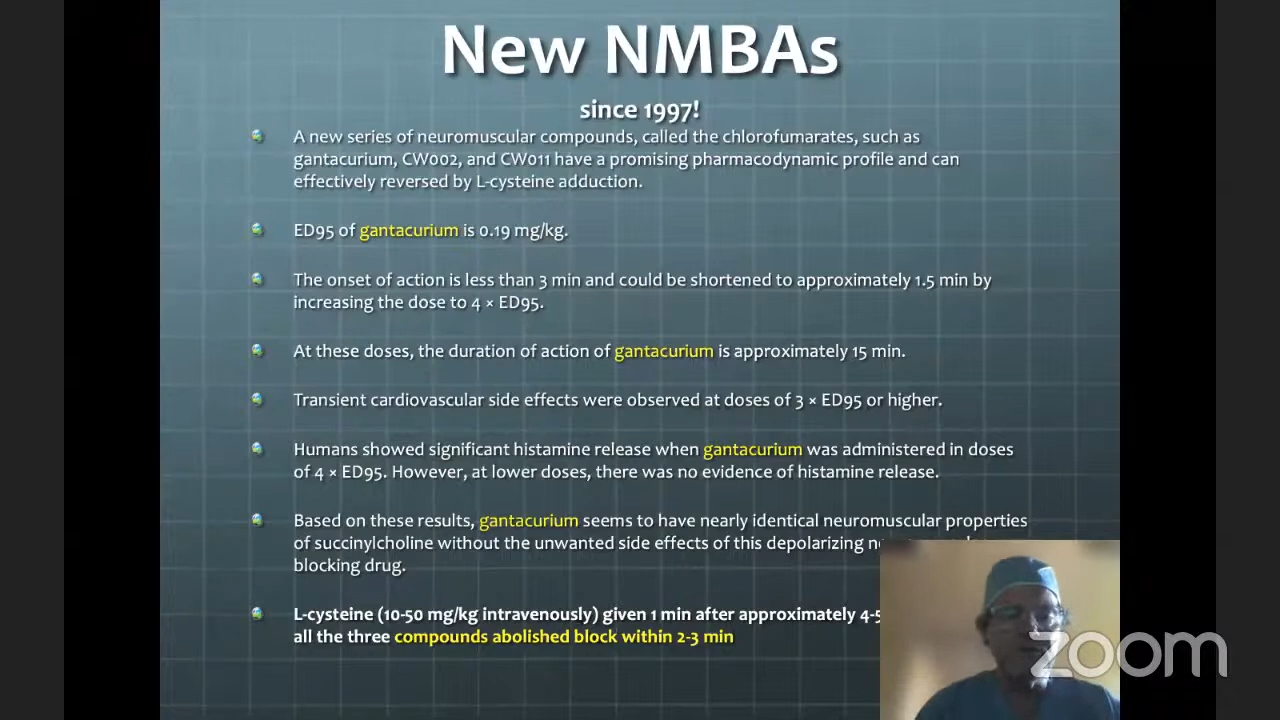 New NMBAs
since 1997!
A new series of neuromuscular compounds, called the chlorofumarates, such as
gantacurium, CW002, and CW011 have a promising pharmacodynamic profile and can
effectively reversed by L-cysteine adduction.
ED95 of gantacurium is 0.19 mg/kg.
The onset of action is less than 3 min and could be shortened to approximately 1.5 min by
increasing the dose to 4 × ED95.
At these doses, the duration of action of gantacurium is approximately 15 min.
Transient cardiovascular side effects were observed at doses of 3 × ED95 or higher.
Humans showed significant histamine release when gantacurium was administered in doses
of 4 × ED95. However, at lower doses, there was no evidence of histamine release.
Based on these results, gantacurium seems to have nearly identical neuromuscular properties
of succinylcholine without the unwanted side effects of this depolarizing
blocking drug.
L-cysteine (10-50 mg/kg intravenously) given 1 min after approximately
all the three compounds abolished block within 2-3 min
zoom